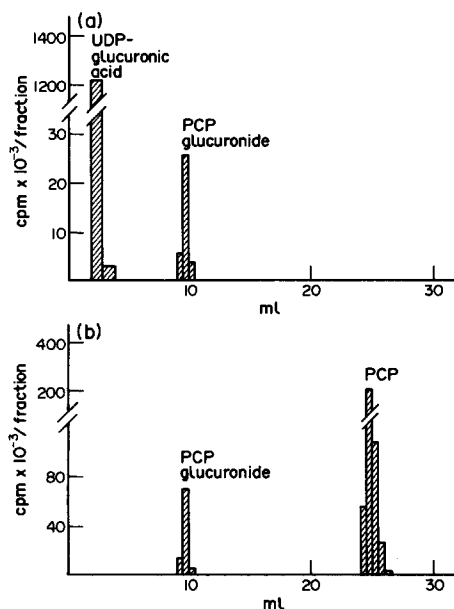 (a)
UDP-
glucuronic
acid
1400
1200
PCP
glucuronide
30
20
10
cpm x 10⁻³/fraction
10
20
30
ml
(b)
400
200
PCP
PCP
glucuronide
80
40
cpm x 10⁻³/fraction
10
20
30
ml